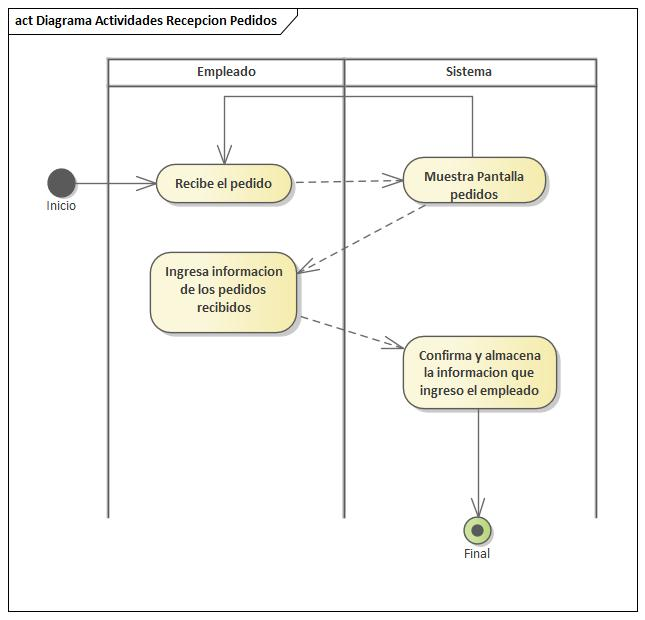 act Diagrama Actividades Recepcion Pedidos
Empleado
Sistema
Inicio
Recibe el pedido
Muestra Pantalla
pedidos
Ingresa informacion
de los pedidos
recibidos
Confirma y almacena
la informacion que
ingreso el empleado
Final